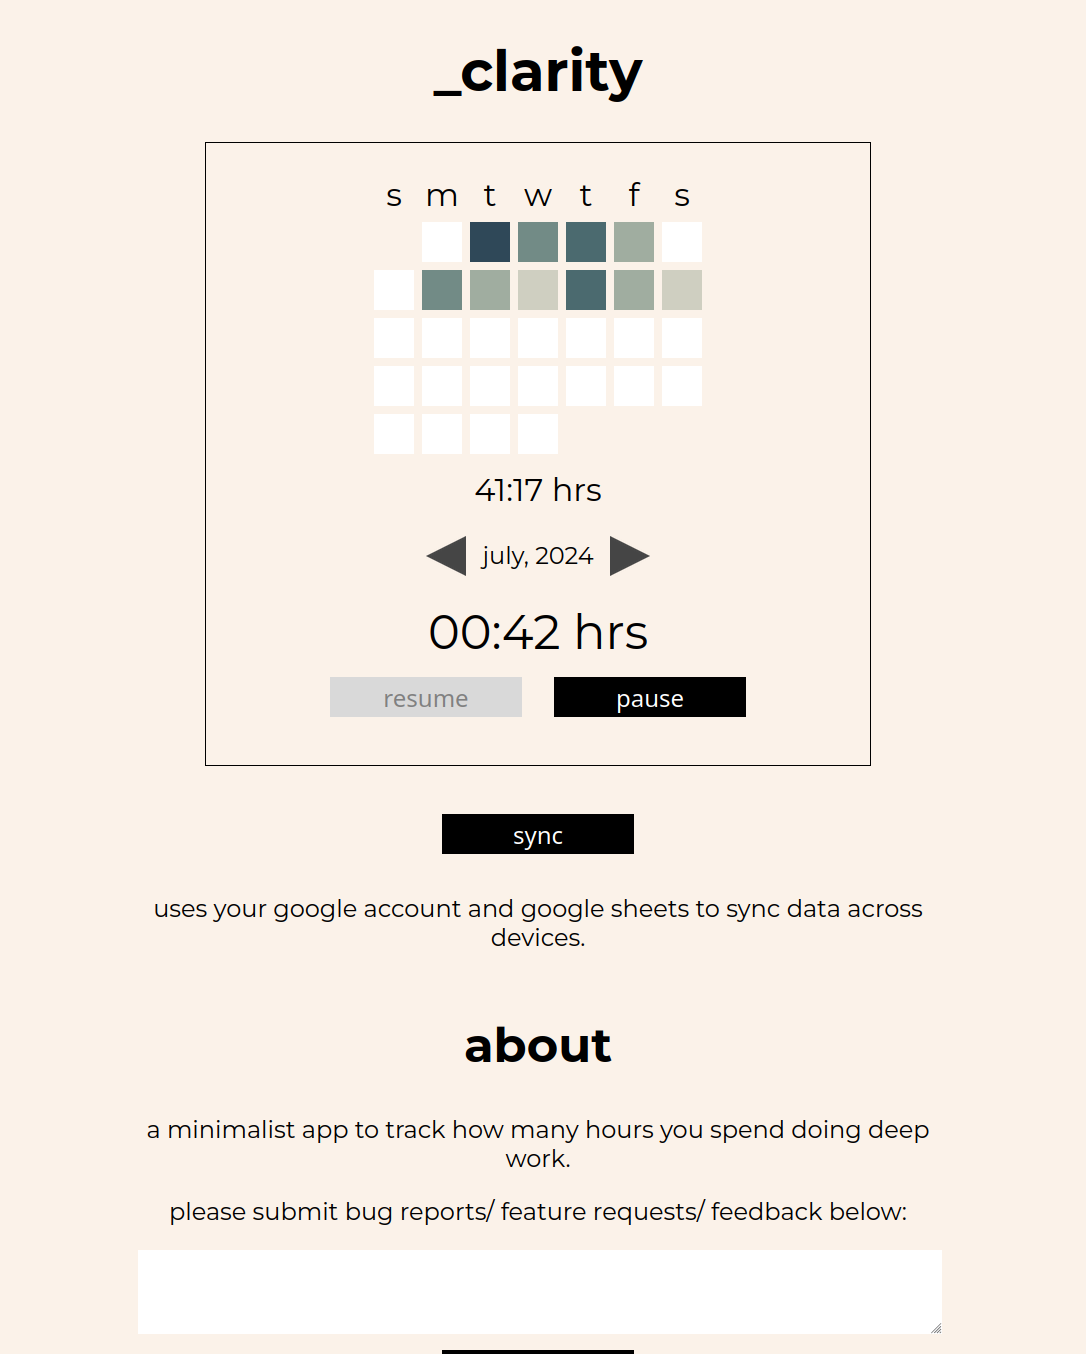 _clarity
s m t w t f s
41:17 hrs
july, 2024
00:42 hrs
resume pause
sync
uses your google account and google sheets to sync data across
devices.
about
a minimalist app to track how many hours you spend doing deep
work.
please submit bug reports/ feature requests/ feedback below: